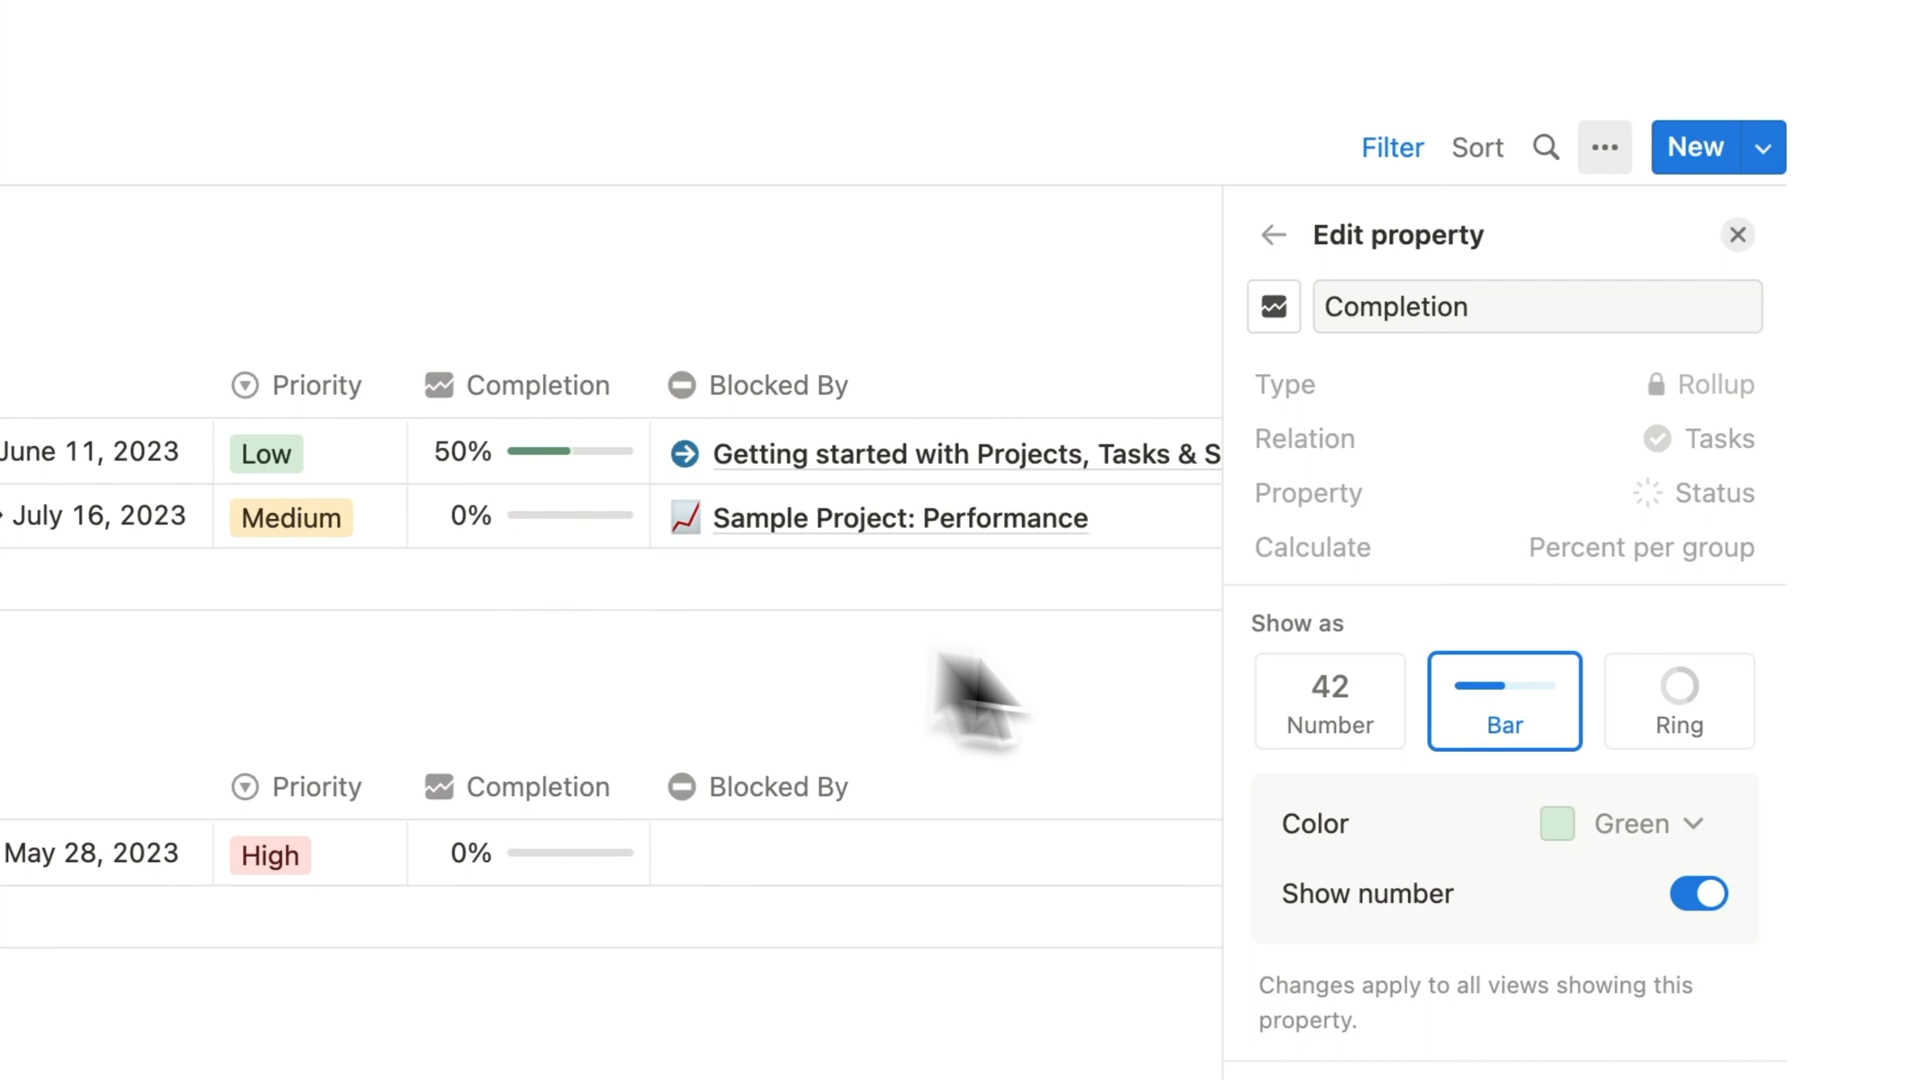 Filter Sort New
Edit property
Completion
Type Rollup
Relation Tasks
Property Status
Calculate Percent per group
Show as
42
Number Bar Ring
Color Green
Show number
Changes apply to all views showing this
property.
Priority Completion Blocked By
June 11, 2023 Low 50% Getting started with Projects, Tasks & S
July 16, 2023 Medium 0% Sample Project: Performance
Priority Completion Blocked By
May 28, 2023 High 0%